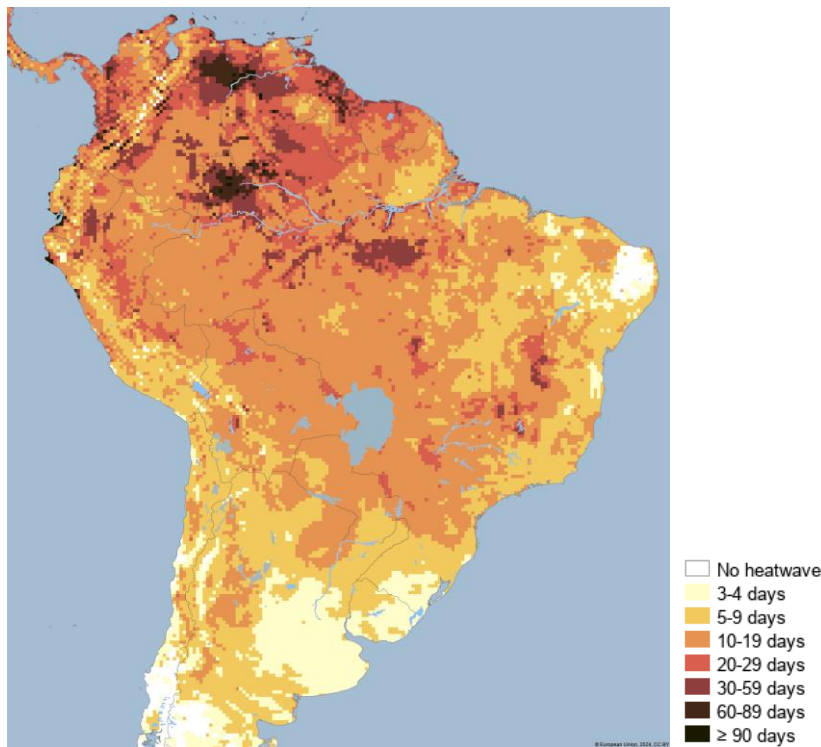 No heatwave
3-4 days
5-9 days
10-19 days
20-29 days
30-59 days
60-89 days
≥ 90 days
© European Union, 2024, CC BY